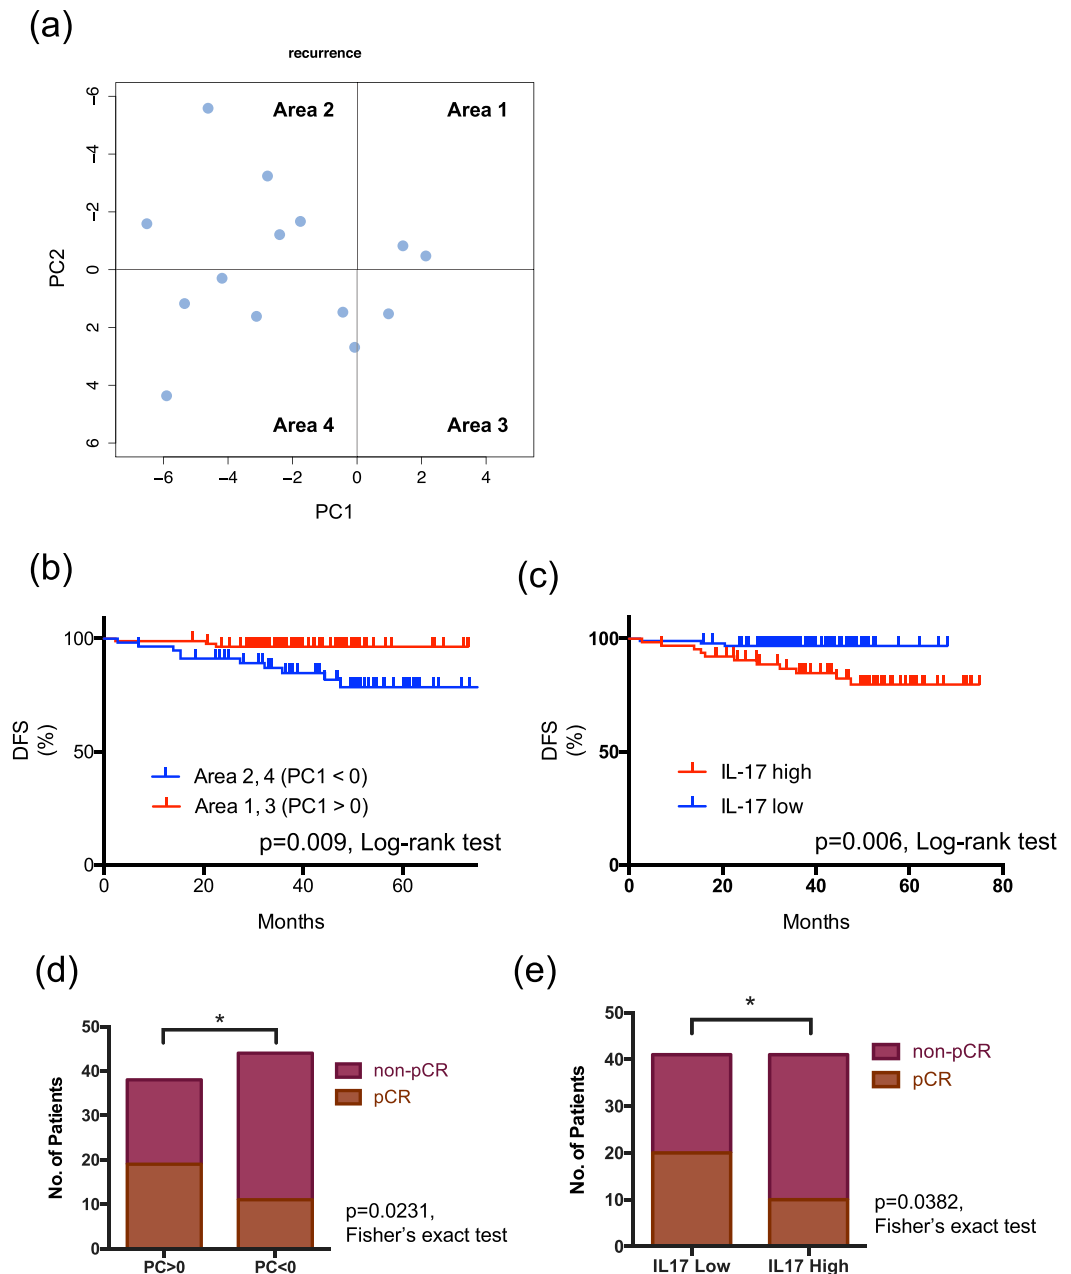 (a)
recurrence
Area 2
Area 1
Area 4
Area 3
PC2
−6
−4
−2
0
2
4
6
−6 −4 −2 0 2 4
PC1
(b)
DFS
(%)
100
50
0
Area 2, 4 (PC1 < 0)
Area 1, 3 (PC1 > 0)
p=0.009, Log-rank test
0 20 40 60
Months
(c)
DFS
(%)
100
50
0
IL-17 high
IL-17 low
p=0.006, Log-rank test
0 20 40 60 80
Months
(d)
No. of Patients
50
40
30
20
10
0
*
non-pCR
pCR
p=0.0231,
Fisher's exact test
PC>0 PC<0
(e)
No. of Patients
50
40
30
20
10
0
*
non-pCR
pCR
p=0.0382,
Fisher's exact test
IL17 Low IL17 High